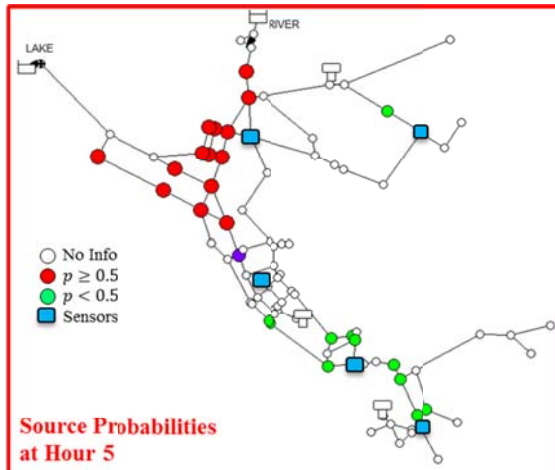 RIVER
LAKE
No Info
p ≥ 0.5
p < 0.5
Sensors
Source Probabilities
at Hour 5